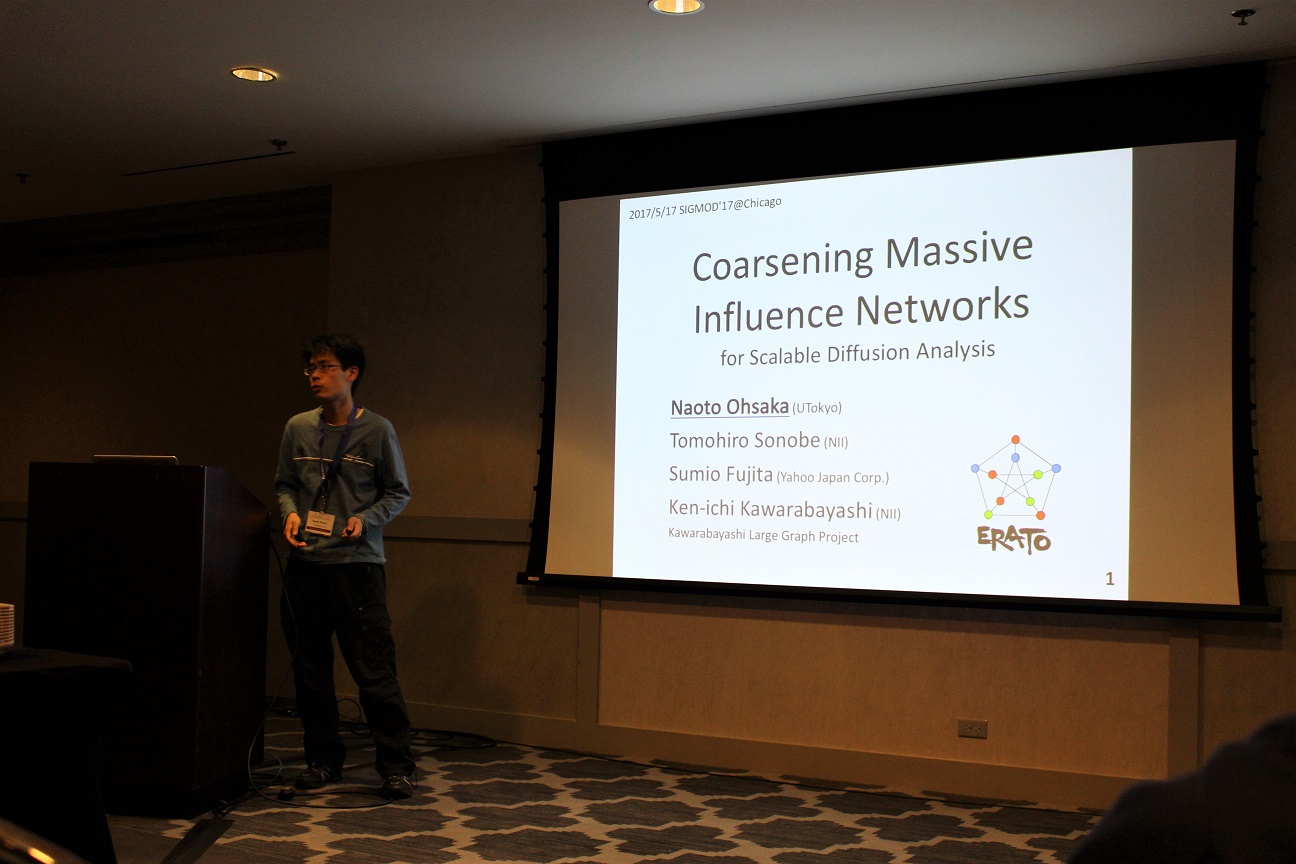 2017/5/17 SIGMOD'17@Chicago
Coarsening Massive
Influence Networks
for Scalable Diffusion Analysis
Naoto Ohsaka (UTokyo)
Tomohiro Sonobe (NII)
Sumio Fujita (Yahoo Japan Corp.)
Ken-ichi Kawarabayashi (NII)
Kawarabayashi Large Graph Project
ERATO
1